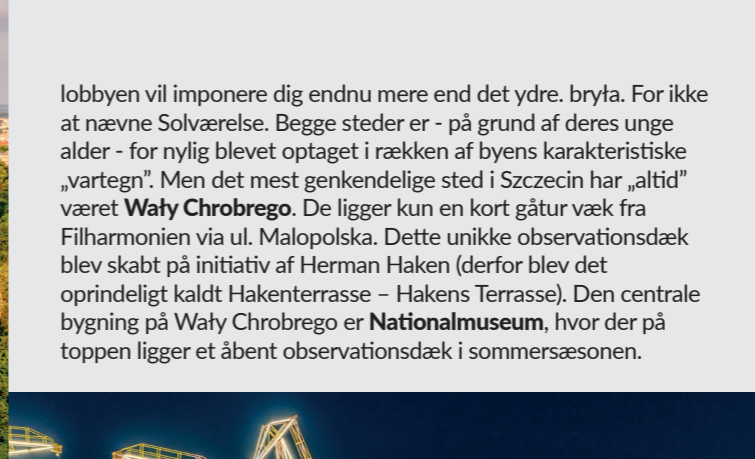 lobbyen vil imponere dig endnu mere end det ydre. bryła. For ikke
at nævne Solværelse. Begge steder er - på grund af deres unge
alder - for nylig blevet optaget i rækken af byens karakteristiske
„vartegn”. Men det mest genkendelige sted i Szczecin har „altid”
været Wały Chrobrego. De ligger kun en kort gåtur væk fra
Filharmonien via ul. Malopolska. Dette unikke observationsdæk
blev skabt på initiativ af Herman Haken (derfor blev det
oprindeligt kaldt Hakenterrasse – Hakens Terrasse). Den centrale
bygning på Wały Chrobrego er Nationalmuseum, hvor der på
toppen ligger et åbent observationsdæk i sommersæsonen.